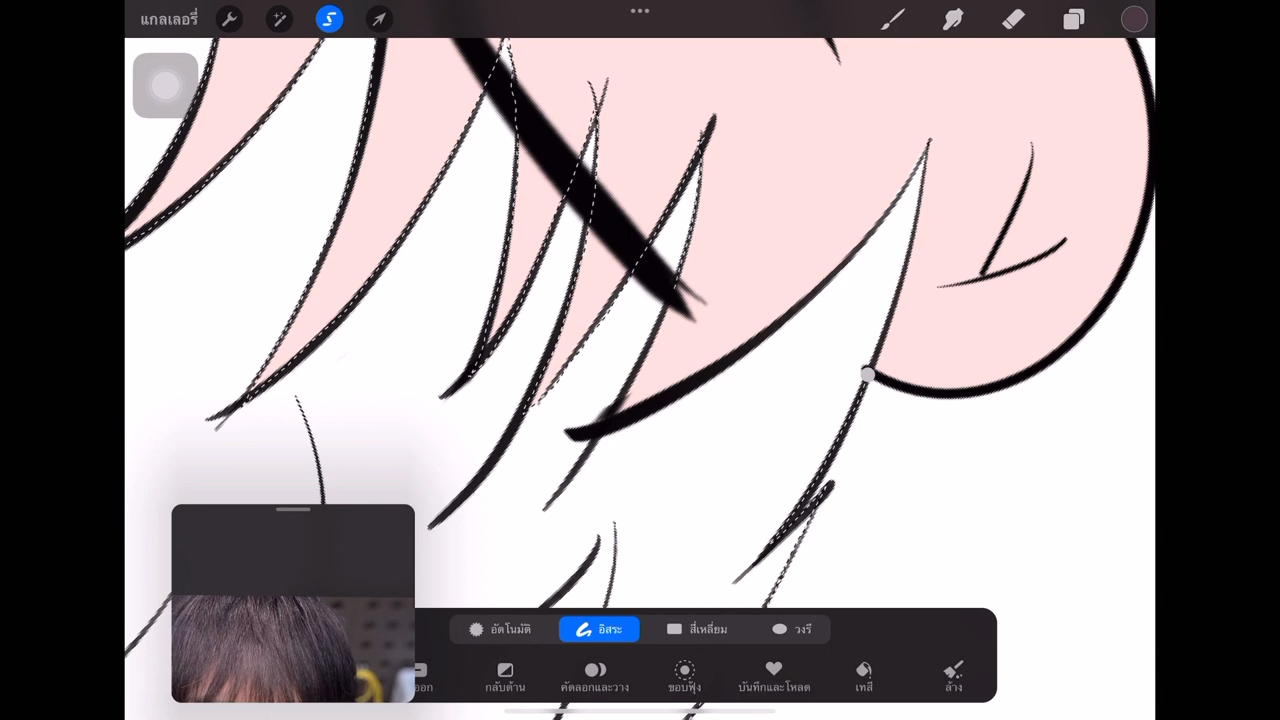 แกลเลอรี่
อัตโนมัติ อิสระ สี่เหลี่ยม วงรี
กลับด้าน คัดลอกและวาง ขอบฟุ้ง บันทึกและโหลด เทสี ล้าง